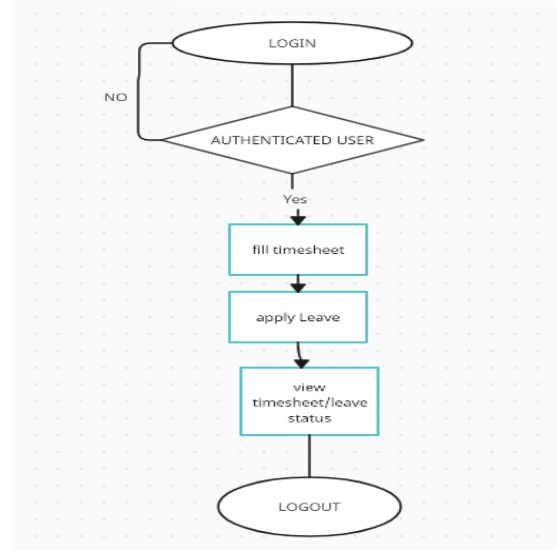 LOGIN
NO
AUTHENTICATED USER
Yes
fill timesheet
apply Leave
view
timesheet/leave
status
LOGOUT